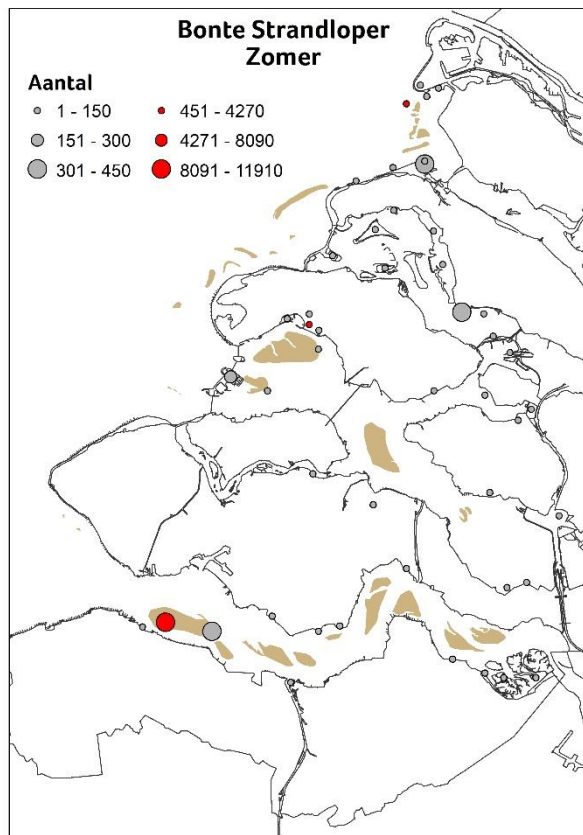 Bonte Strandloper
Zomer
Aantal
1 - 150
151 - 300
301 - 450
451 - 4270
4271 - 8090
8091 - 11910